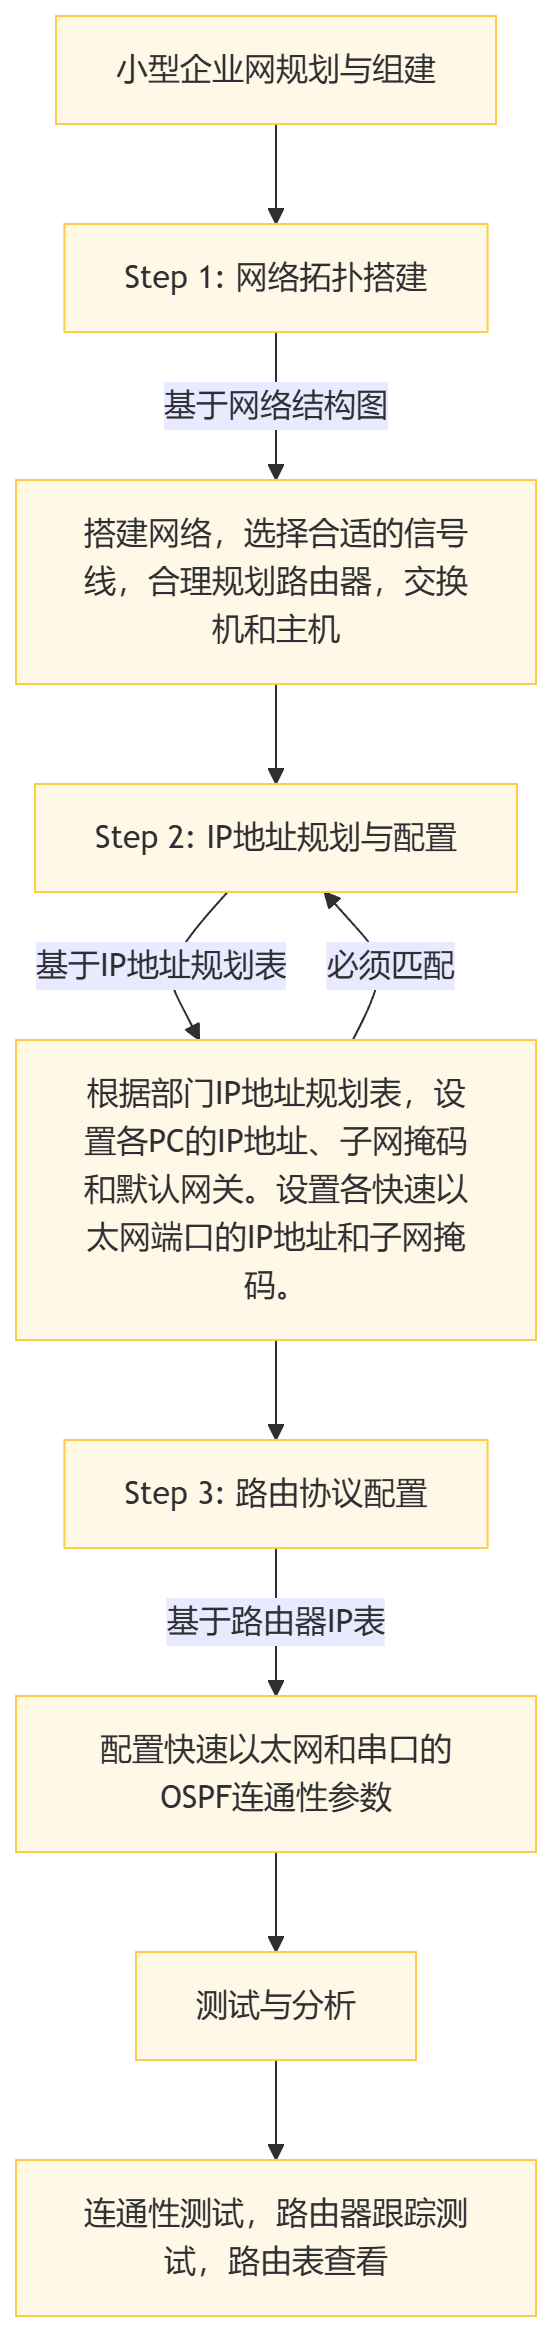 小型企业网规划与组建
Step 1: 网络拓扑搭建
基于网络结构图
搭建网络，选择合适的信号
线，合理规划路由器，交换
机和主机
Step 2: IP地址规划与配置
基于IP地址规划表
必须匹配
根据部门IP地址规划表，设
置各PC的IP地址、子网掩码
和默认网关。设置各快速以
太网端口的IP地址和子网掩
码。
Step 3: 路由协议配置
基于路由器IP表
配置快速以太网和串口的
OSPF连通性参数
测试与分析
连通性测试，路由器跟踪测
试，路由表查看